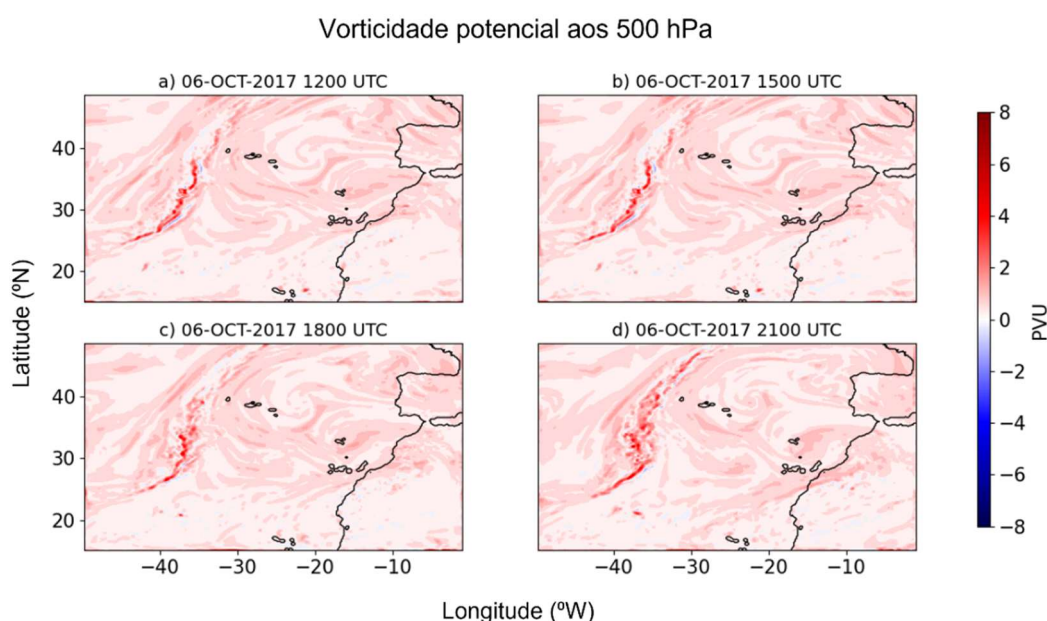 Vorticidade potencial aos 500 hPa
a) 06-OCT-2017 1200 UTC
b) 06-OCT-2017 1500 UTC
40
30
20
c) 06-OCT-2017 1800 UTC
d) 06-OCT-2017 2100 UTC
40
30
20
−40
−30
−20
−10
−40
−30
−20
−10
Latitude (ºN)
Longitude (ºW)
8
6
4
2
0
−2
−4
−6
−8
PVU